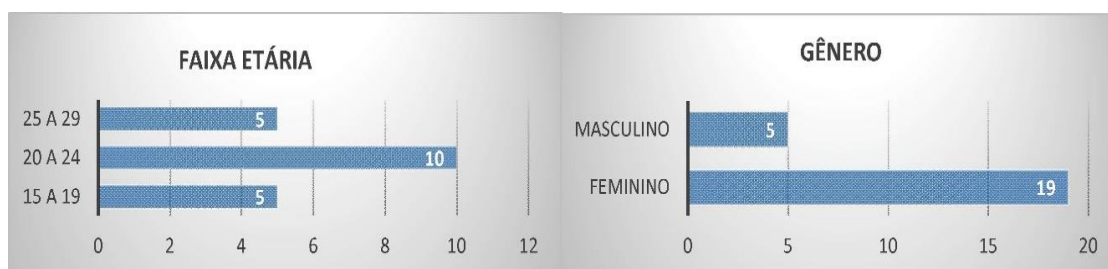 FAIXA ETÁRIA
25 A 29 5
20 A 24 10
15 A 19 5
0 2 4 6 8 10 12
GÊNERO
MASCULINO 5
FEMININO 19
0 5 10 15 20